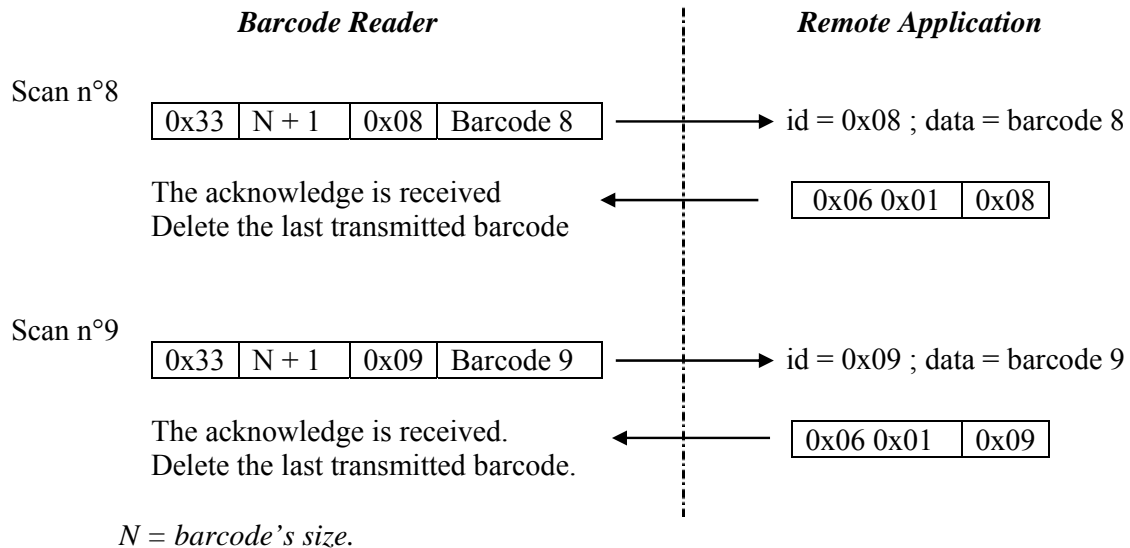 Barcode Reader Remote Application
Scan n°8
0x33 N + 1 0x08 Barcode 8 id = 0x08 ; data = barcode 8
The acknowledge is received 0x06 0x01 0x08
Delete the last transmitted barcode
Scan n°9
0x33 N + 1 0x09 Barcode 9 id = 0x09 ; data = barcode 9
The acknowledge is received. 0x06 0x01 0x09
Delete the last transmitted barcode.
N = barcode’s size.